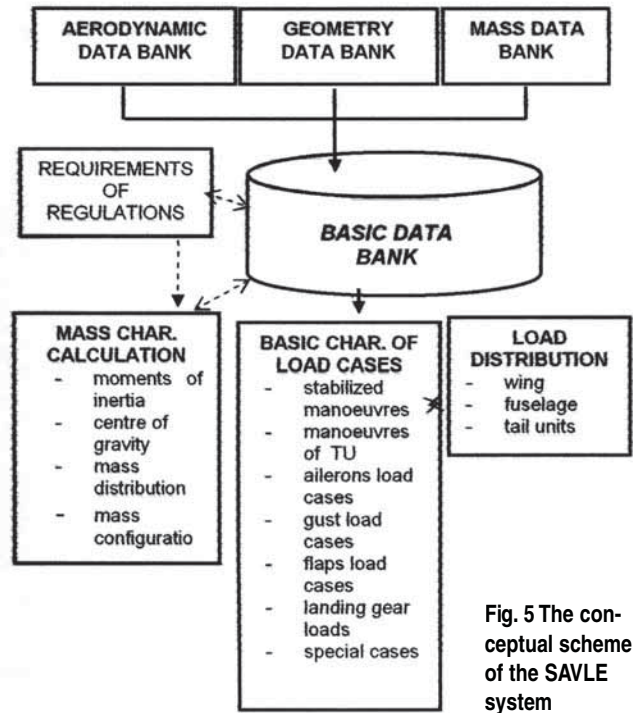 AERODYNAMIC
DATA BANK
GEOMETRY
DATA BANK
MASS DATA
BANK
REQUIREMENTS
OF
REGULATIONS
BASIC DATA
BANK
MASS CHAR.
CALCULATION
- moments of
inertia
- centre of
gravity
- mass
distribution
- mass
configuratio
BASIC CHAR. OF
LOAD CASES
- stabilized
manoeuvres
- manoeuvres
of TU
- ailerons load
cases
- gust load
cases
- flaps load
cases
- landing gear
loads
- special cases
LOAD
DISTRIBUTION
- wing
- fuselage
- tail units
Fig. 5 The con-
ceptual scheme
of the SAVLE
system